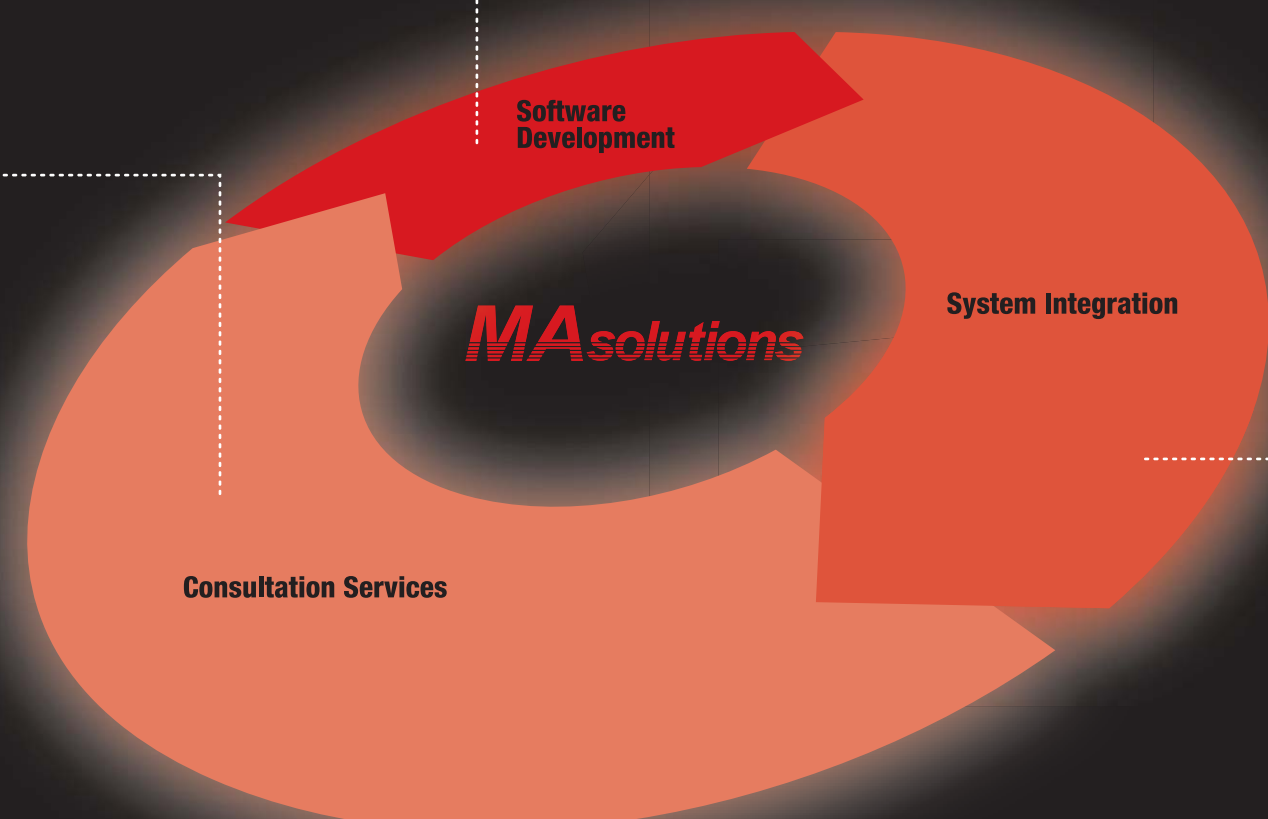 Software
Development
System Integration
MAsolutions
Consultation Services